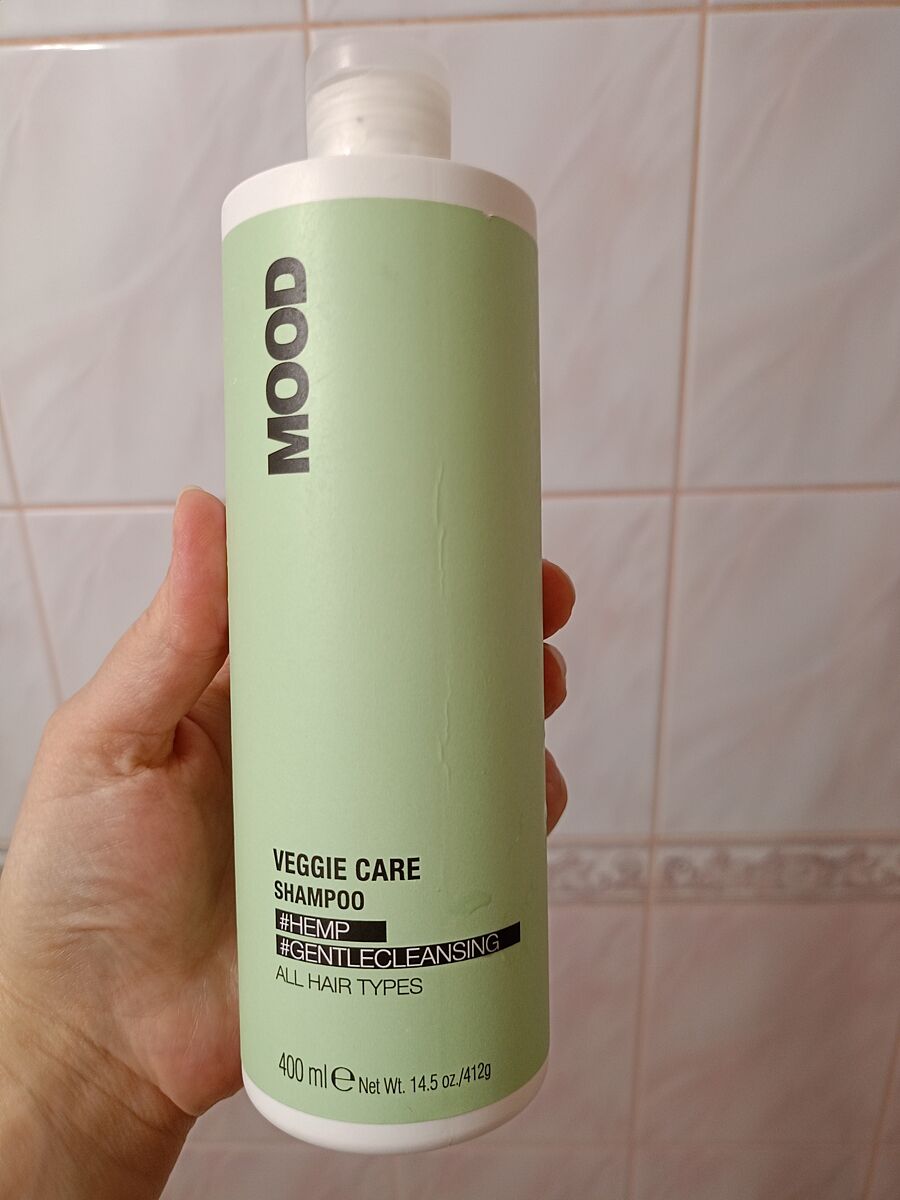 MOOD
VEGGIE CARE
SHAMPOO
#HEMP
#GENTLECLEANSING
ALL HAIR TYPES
400 ml ℮ Net Wt. 14.5 oz./412g